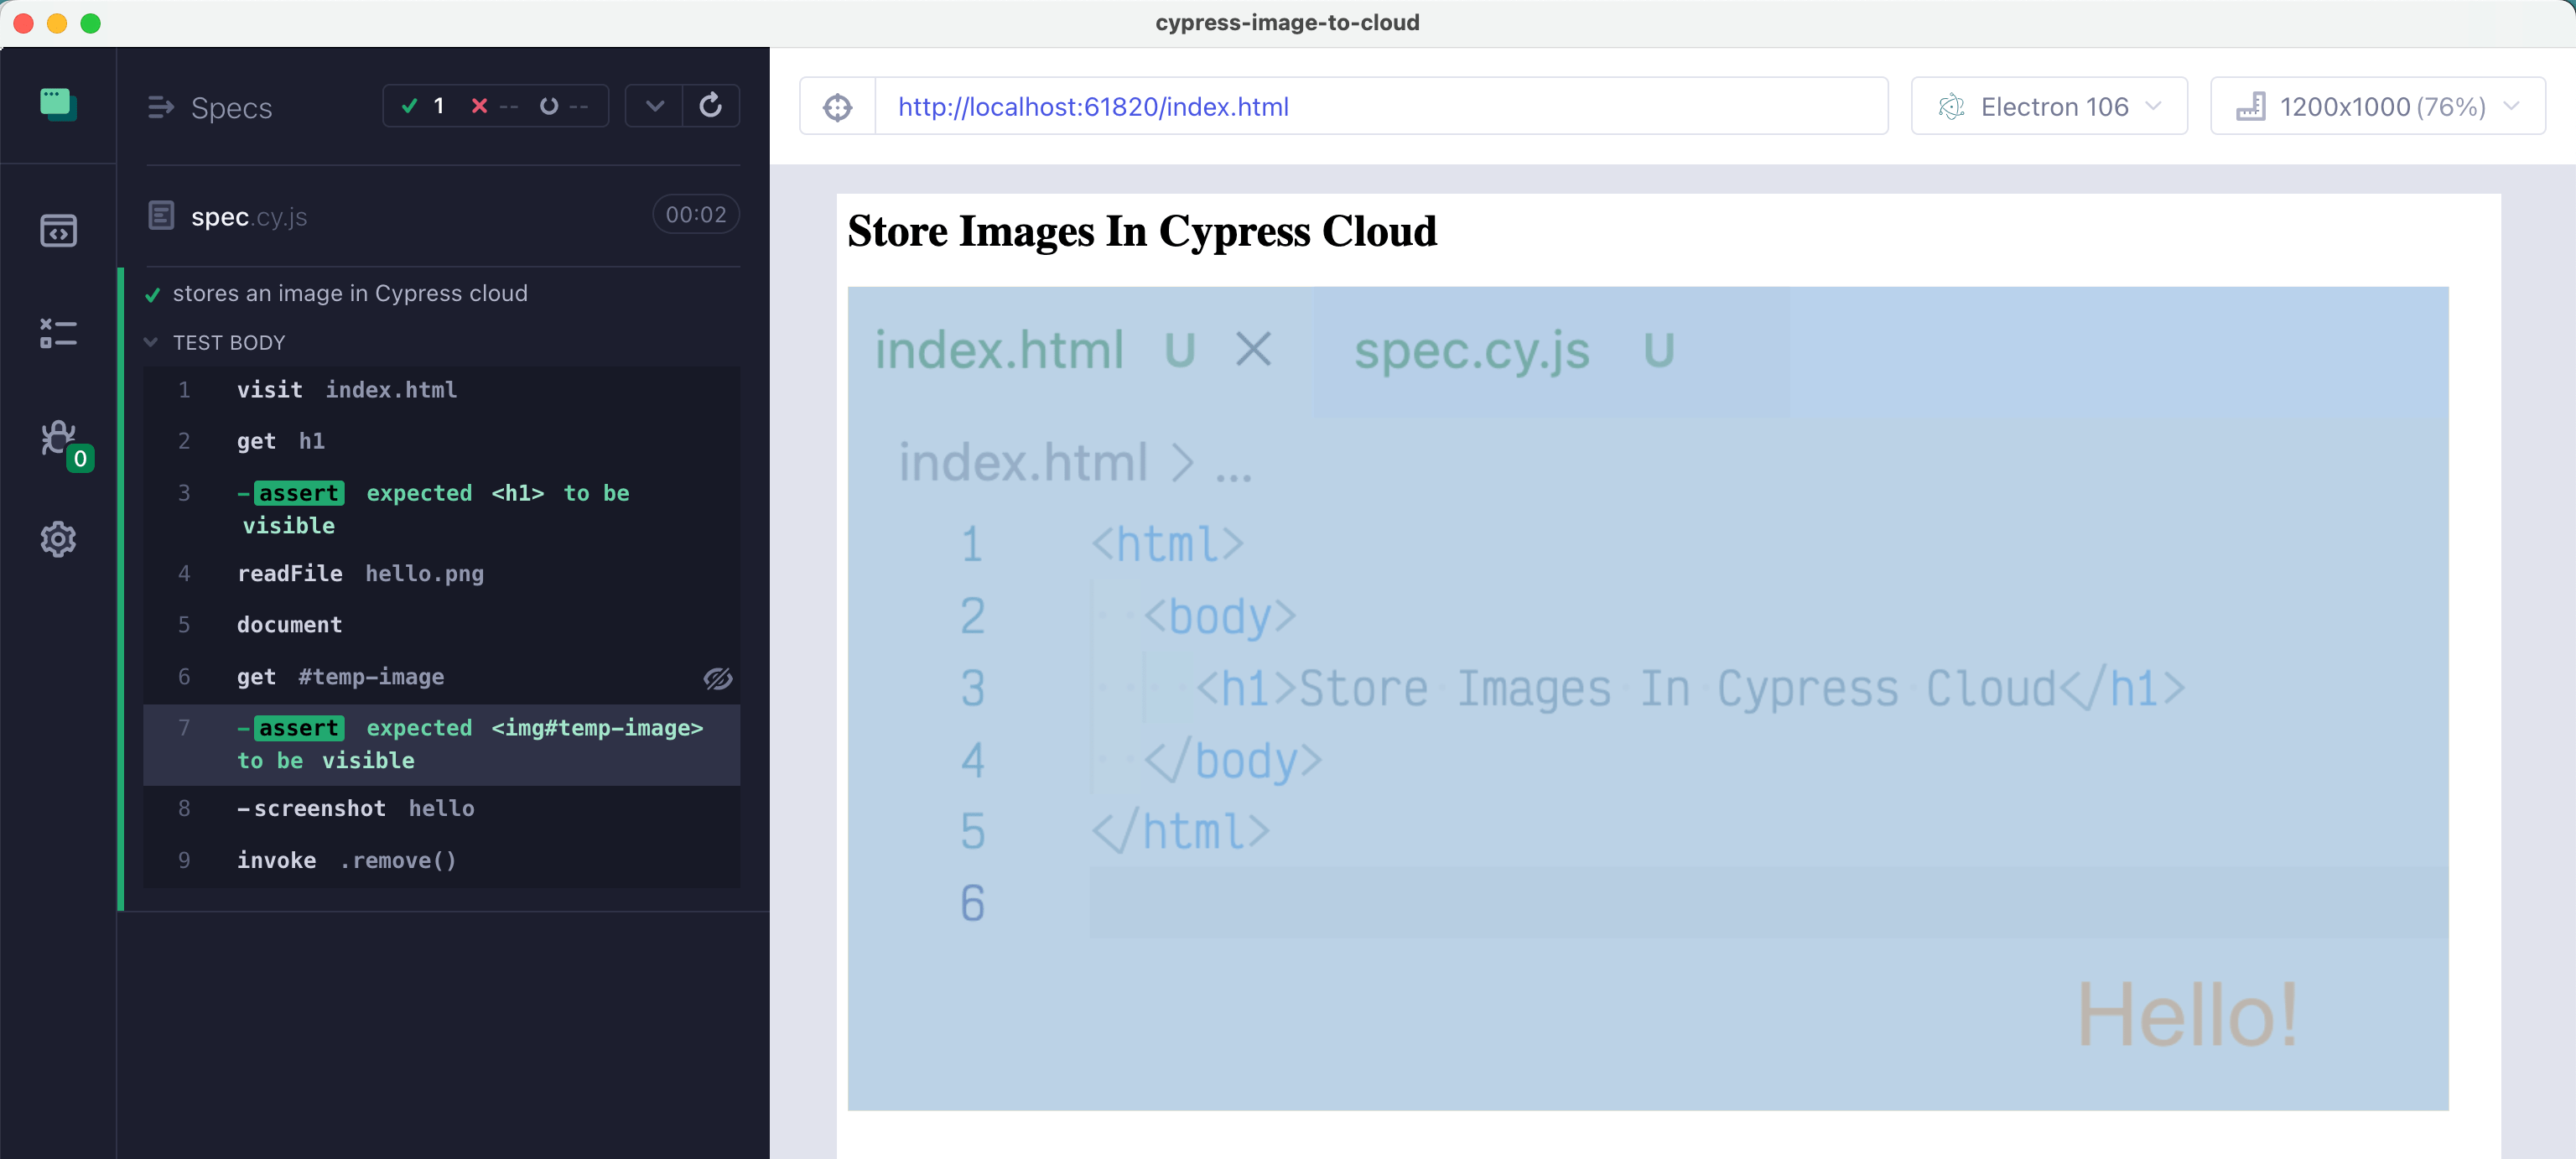 cypress-image-to-cloud
Specs
1 -- --
http://localhost:61820/index.html
Electron 106
1200x1000 (76%)
spec.cy.js
00:02
stores an image in Cypress cloud
TEST BODY
1 visit index.html
2 get h1
3 -assert expected <h1> to be
visible
4 readFile hello.png
5 document
6 get #temp-image
7 -assert expected <img#temp-image>
to be visible
8 -screenshot hello
9 invoke .remove()
0
Store Images In Cypress Cloud
index.html U spec.cy.js U
index.html > ...
1 <html>
2 <body>
3 <h1>Store Images In Cypress Cloud</h1>
4 </body>
5 </html>
6
Hello!